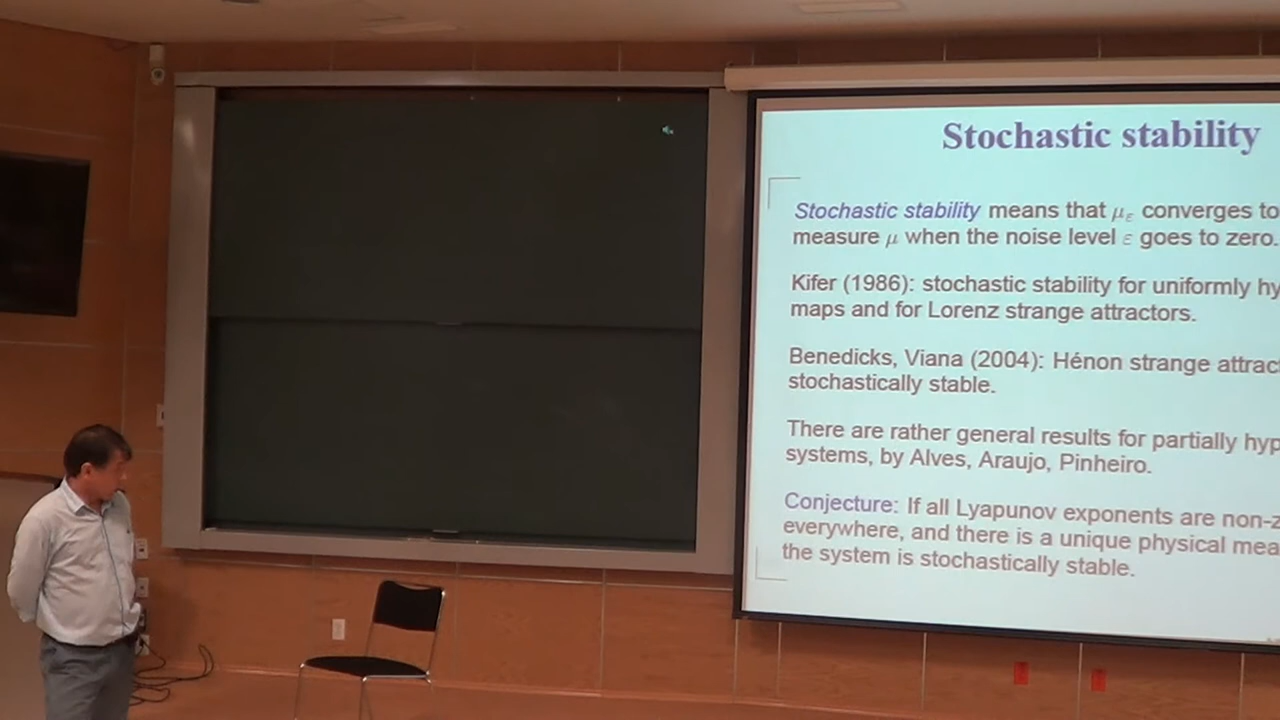 Stochastic stability
Stochastic stability means that μ_ε converges to
measure μ when the noise level ε goes to zero.
Kifer (1986): stochastic stability for uniformly hy
maps and for Lorenz strange attractors.
Benedicks, Viana (2004): Hénon strange attrac
stochastically stable.
There are rather general results for partially hyp
systems, by Alves, Araujo, Pinheiro.
Conjecture: If all Lyapunov exponents are non-z
everywhere, and there is a unique physical mea
the system is stochastically stable.